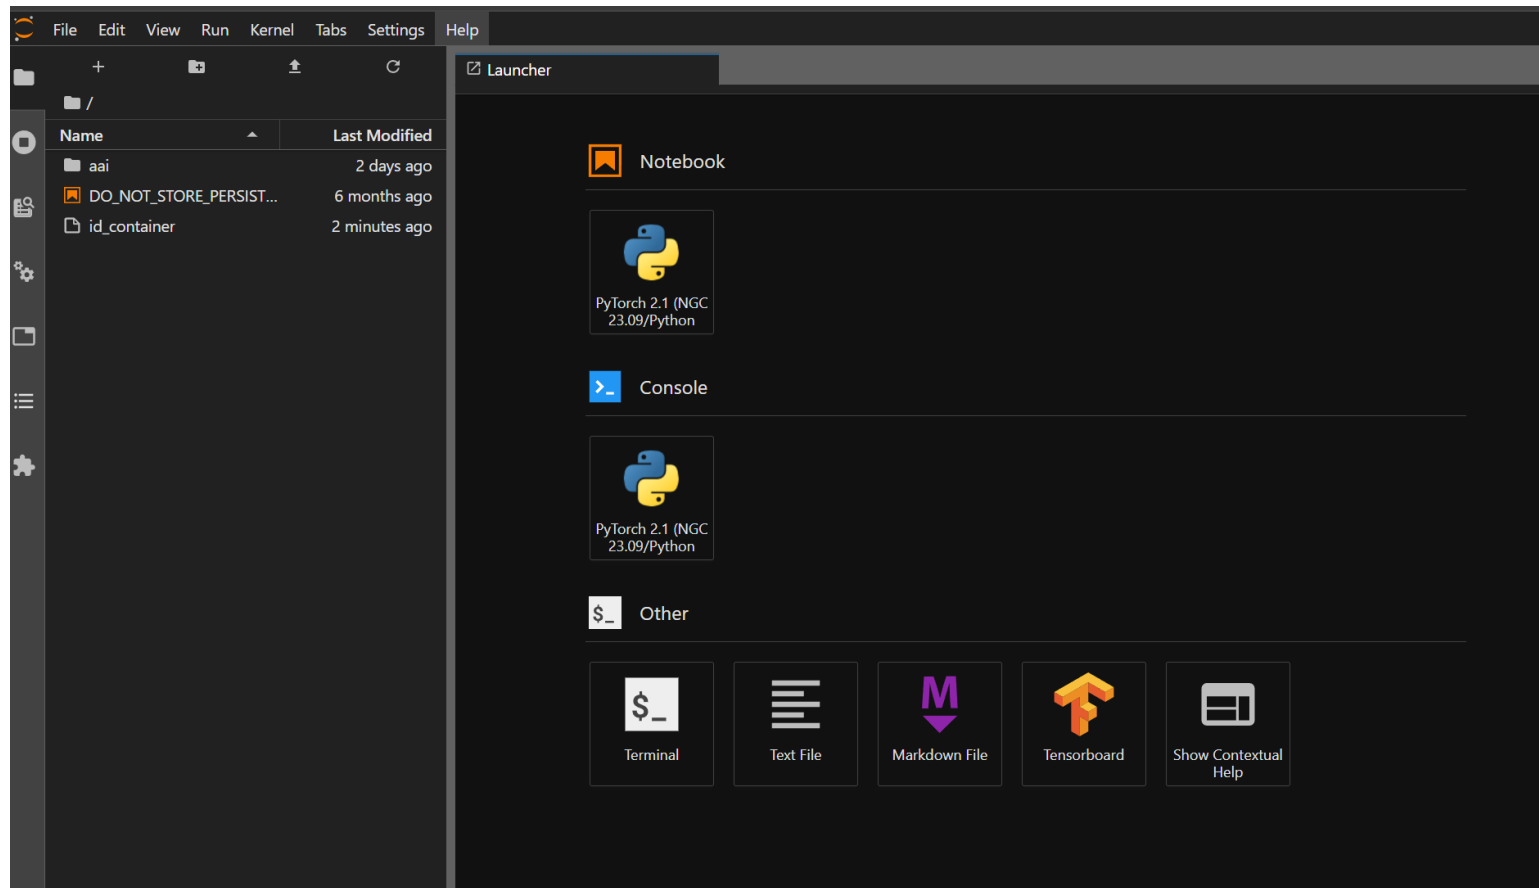 File Edit View Run Kernel Tabs Settings Help
Launcher
/
Name Last Modified
aai 2 days ago
DO_NOT_STORE_PERSIST... 6 months ago
id_container 2 minutes ago
Notebook
PyTorch 2.1 (NGC
23.09/Python
Console
>_
PyTorch 2.1 (NGC
23.09/Python
$_ Other
$_
M
Terminal Text File Markdown File Tensorboard Show Contextual
Help